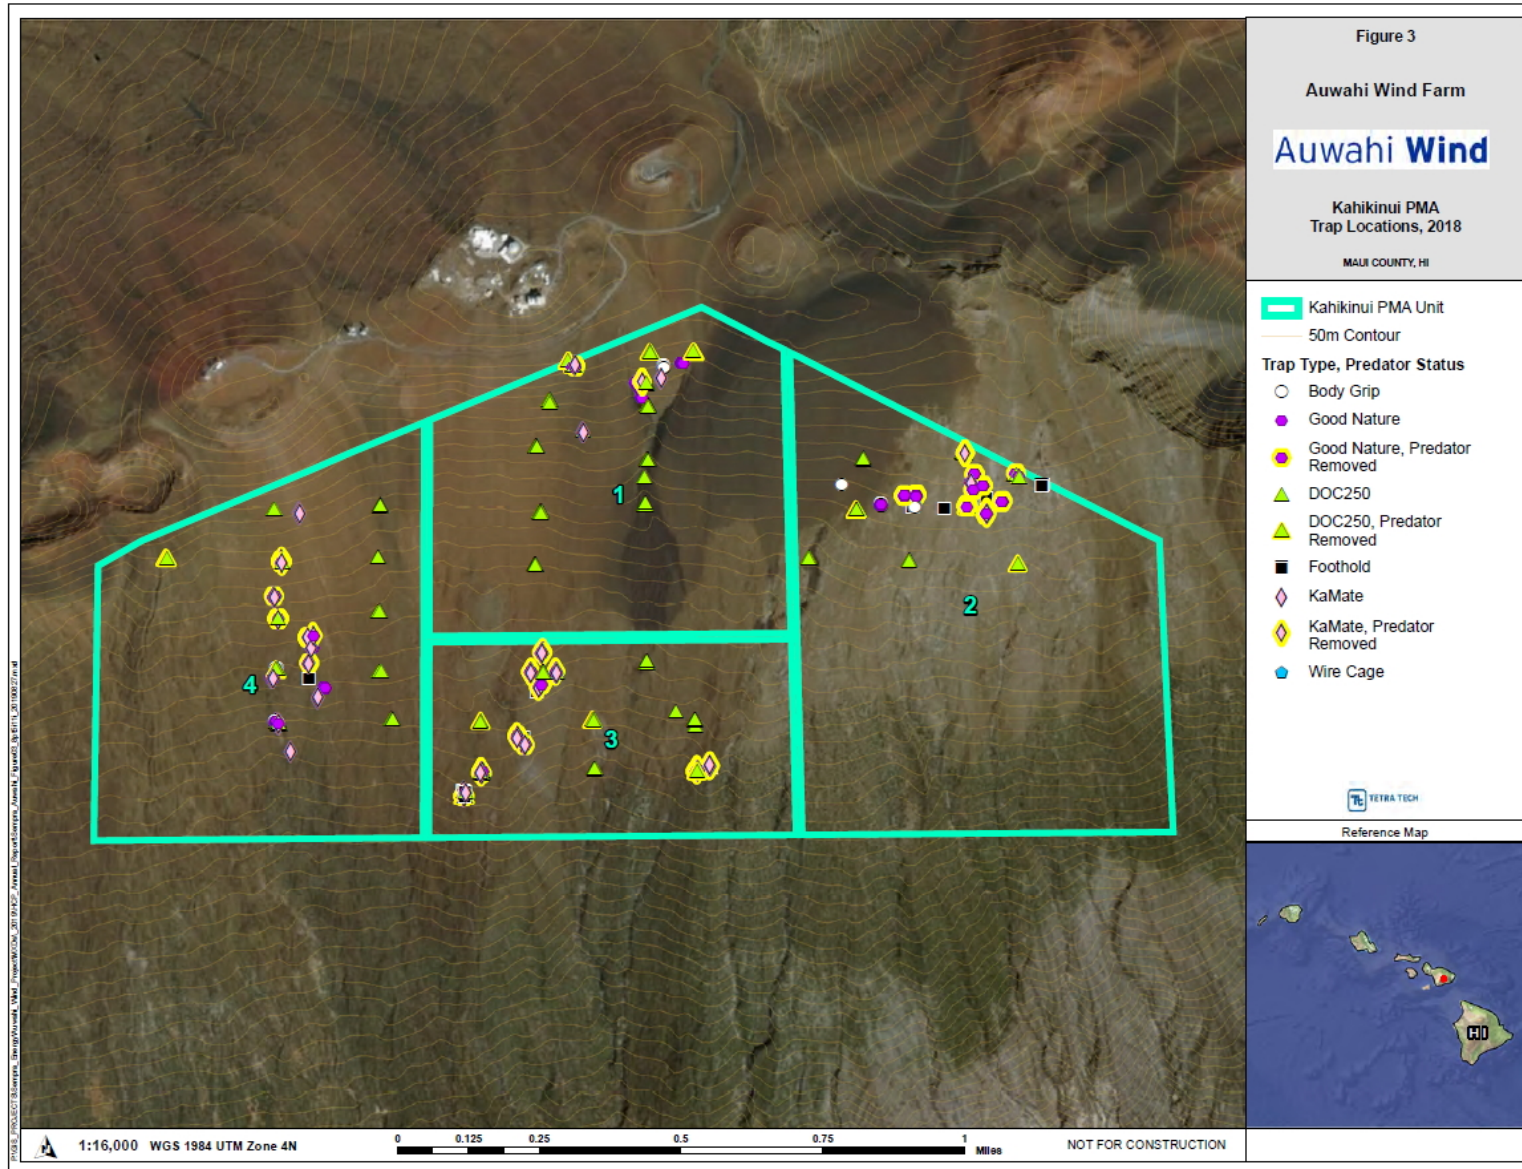 Figure 3
Auwahi Wind Farm
Auwahi Wind
Kahikinui PMA
Trap Locations, 2018
MAUI COUNTY, HI
Kahikinui PMA Unit
50m Contour
Trap Type, Predator Status
Body Grip
Good Nature
Good Nature, Predator
Removed
DOC250
DOC250, Predator
Removed
Foothold
KaMate
KaMate, Predator
Removed
Wire Cage
TETRA TECH
Reference Map
HI
1
2
3
4
1:16,000 WGS 1984 UTM Zone 4N
0 0.125 0.25 0.5 0.75 1
Miles
NOT FOR CONSTRUCTION